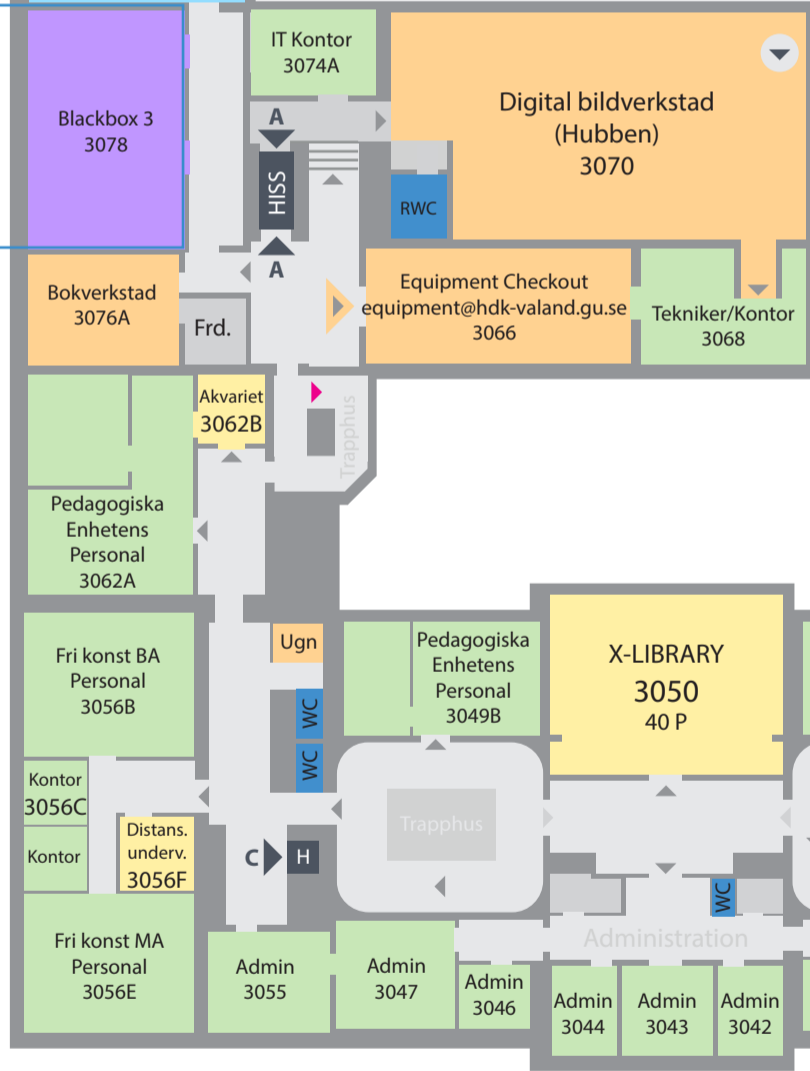 IT Kontor
3074A
Blackbox 3
3078
Digital bildverkstad
(Hubben)
3070
A
HISS
A
RWC
Bokverkstad
3076A
Frd.
Equipment Checkout
equipment@hdk-valand.gu.se
3066
Tekniker/Kontor
3068
Akvariet
3062B
Trapphus
Pedagogiska
Enhetens
Personal
3062A
Fri konst BA
Personal
3056B
Ugn
WC
WC
Pedagogiska
Enhetens
Personal
3049B
X-LIBRARY
3050
40 P
Kontor
3056C
Kontor
Distans.
underv.
3056F
C
H
Trapphus
WC
Administration
Fri konst MA
Personal
3056E
Admin
3055
Admin
3047
Admin
3046
Admin
3044
Admin
3043
Admin
3042